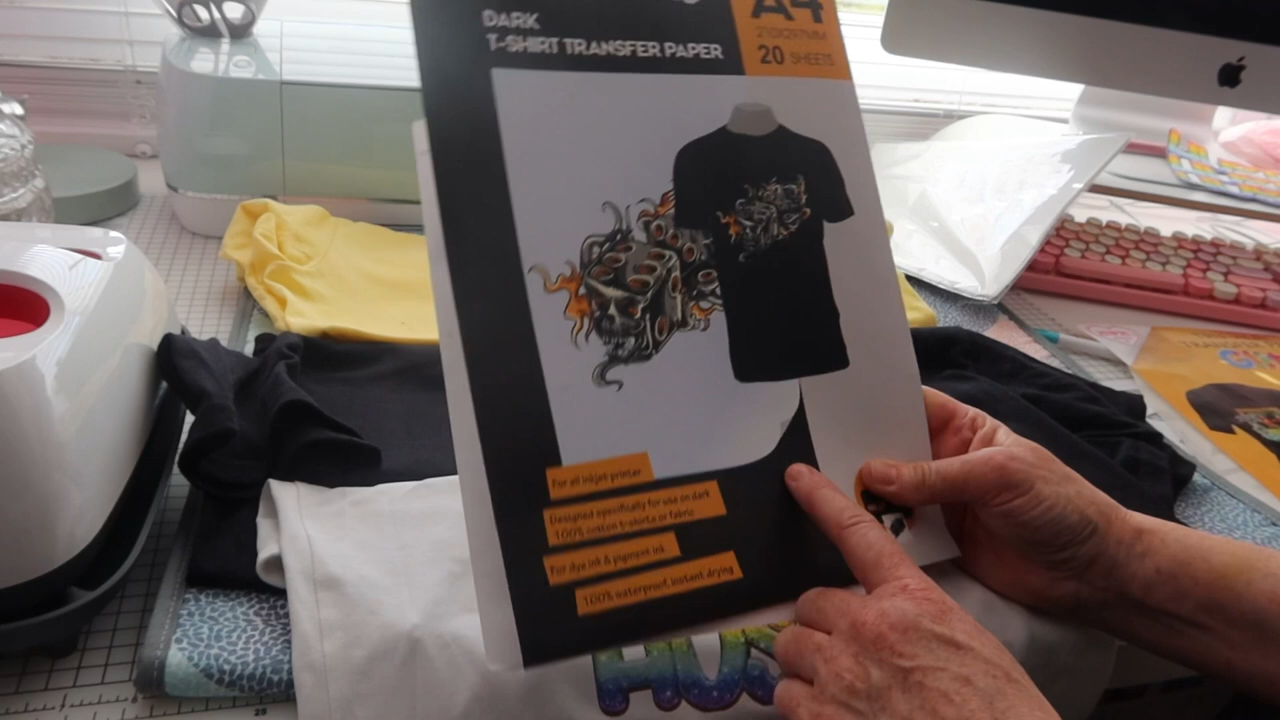 DARK
T-SHIRT TRANSFER PAPER
A4
210X297MM
20 SHEETS
For all inkjet printer
Designed specifically for use on dark
100% cotton t-shirts or fabric
For dye ink & pigment ink
100% waterproof, instant drying